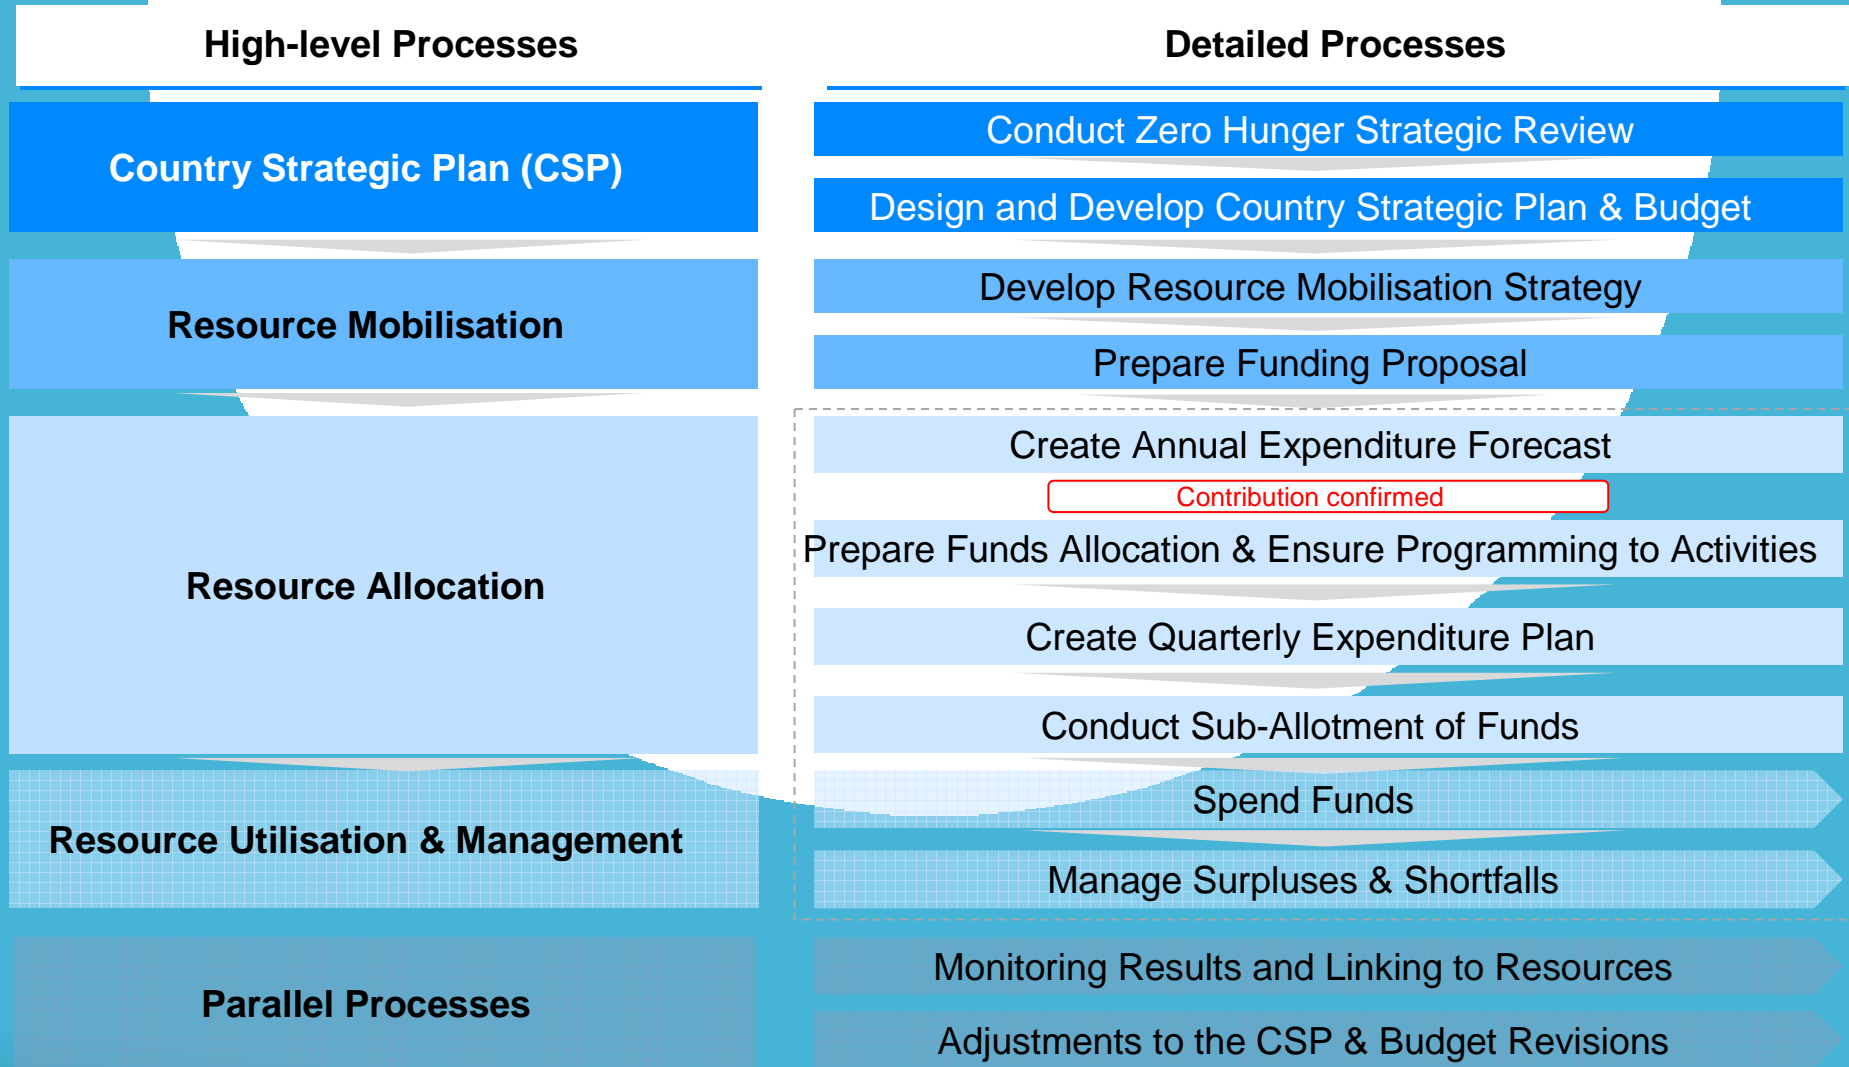 High-level Processes
Detailed Processes
Country Strategic Plan (CSP)
Conduct Zero Hunger Strategic Review
Design and Develop Country Strategic Plan & Budget
Resource Mobilisation
Develop Resource Mobilisation Strategy
Prepare Funding Proposal
Resource Allocation
Create Annual Expenditure Forecast
Contribution confirmed
Prepare Funds Allocation & Ensure Programming to Activities
Create Quarterly Expenditure Plan
Conduct Sub-Allotment of Funds
Resource Utilisation & Management
Spend Funds
Manage Surpluses & Shortfalls
Parallel Processes
Monitoring Results and Linking to Resources
Adjustments to the CSP & Budget Revisions